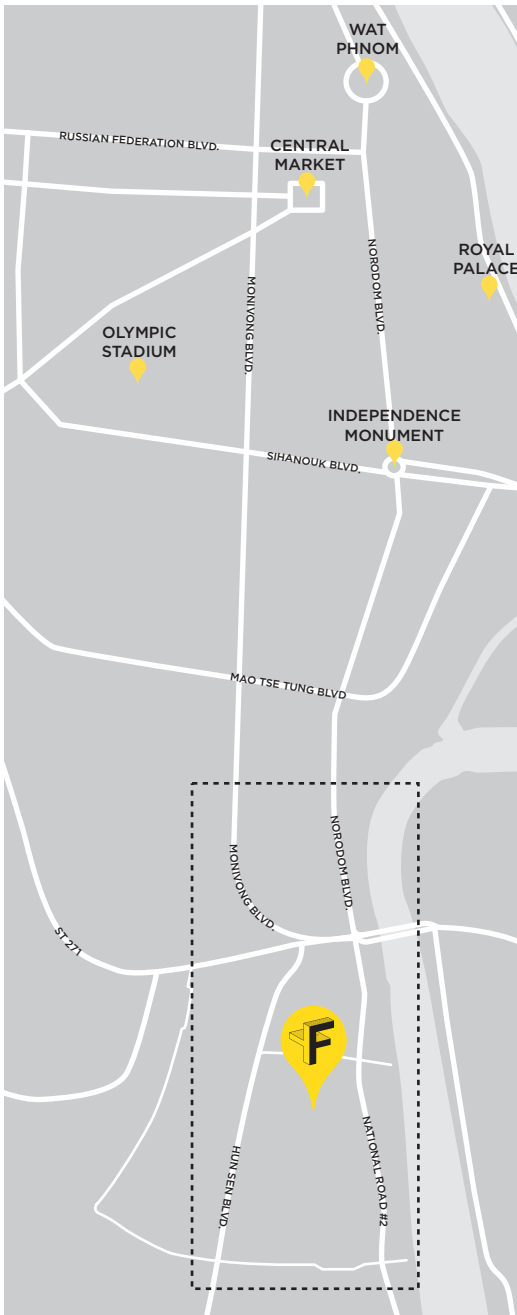 WAT
PHNOM
RUSSIAN FEDERATION BLVD.
CENTRAL
MARKET
NORODOM BLVD.
ROYAL
PALACE
MONIVONG BLVD.
OLYMPIC
STADIUM
INDEPENDENCE
MONUMENT
SIHANOUK BLVD.
MAO TSE TUNG BLVD
NORODOM BLVD.
MONIVONG BLVD.
ST 271
F
HUN SEN BLVD.
NATIONAL ROAD #2